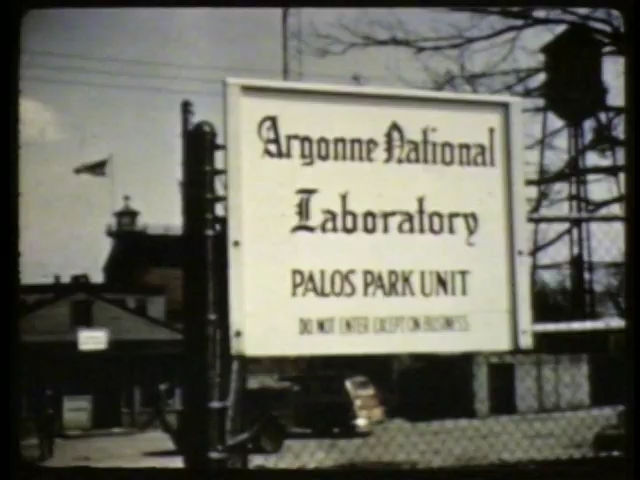 Argonne National
Laboratory
PALOS PARK UNIT
DO NOT ENTER EXCEPT ON BUSINESS